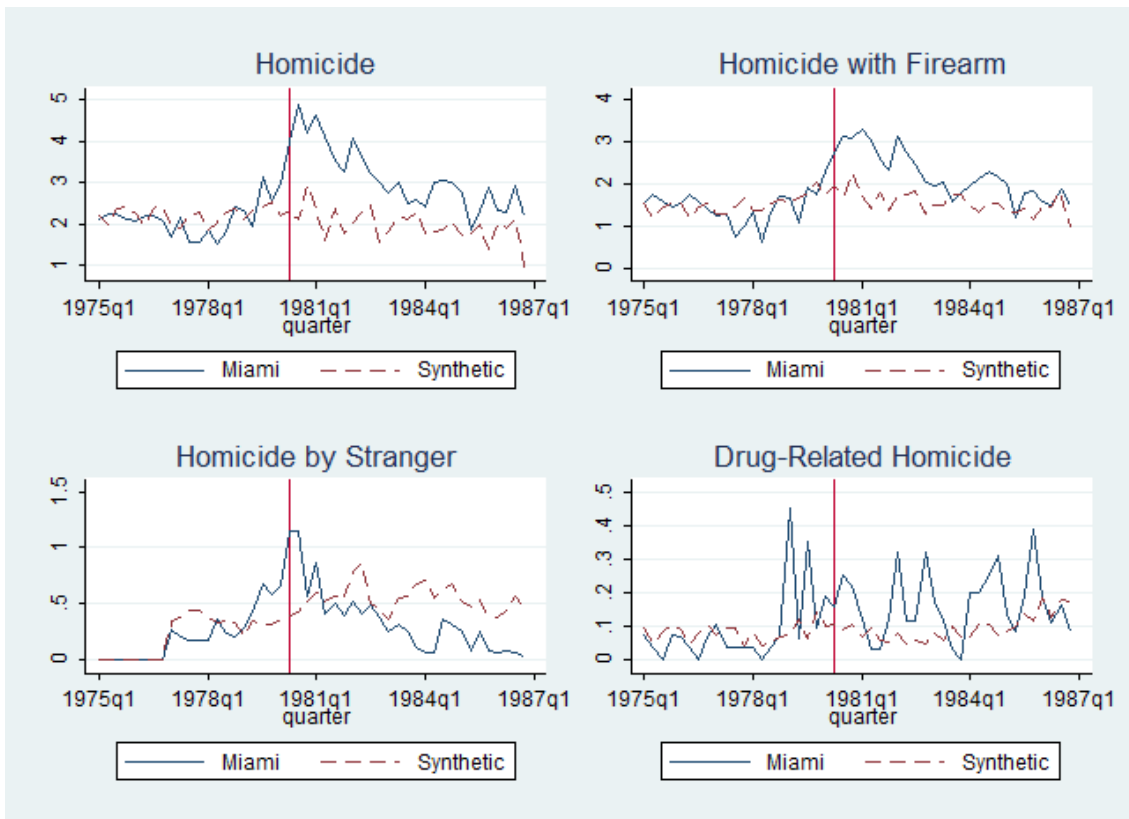 Homicide
5
4
3
2
1
1975q1 1978q1 1981q1 1984q1 1987q1
quarter
Miami Synthetic
Homicide with Firearm
4
3
2
1
0
1975q1 1978q1 1981q1 1984q1 1987q1
quarter
Miami Synthetic
Homicide by Stranger
1.5
1
.5
0
1975q1 1978q1 1981q1 1984q1 1987q1
quarter
Miami Synthetic
Drug-Related Homicide
.5
.4
.3
.2
.1
0
1975q1 1978q1 1981q1 1984q1 1987q1
quarter
Miami Synthetic